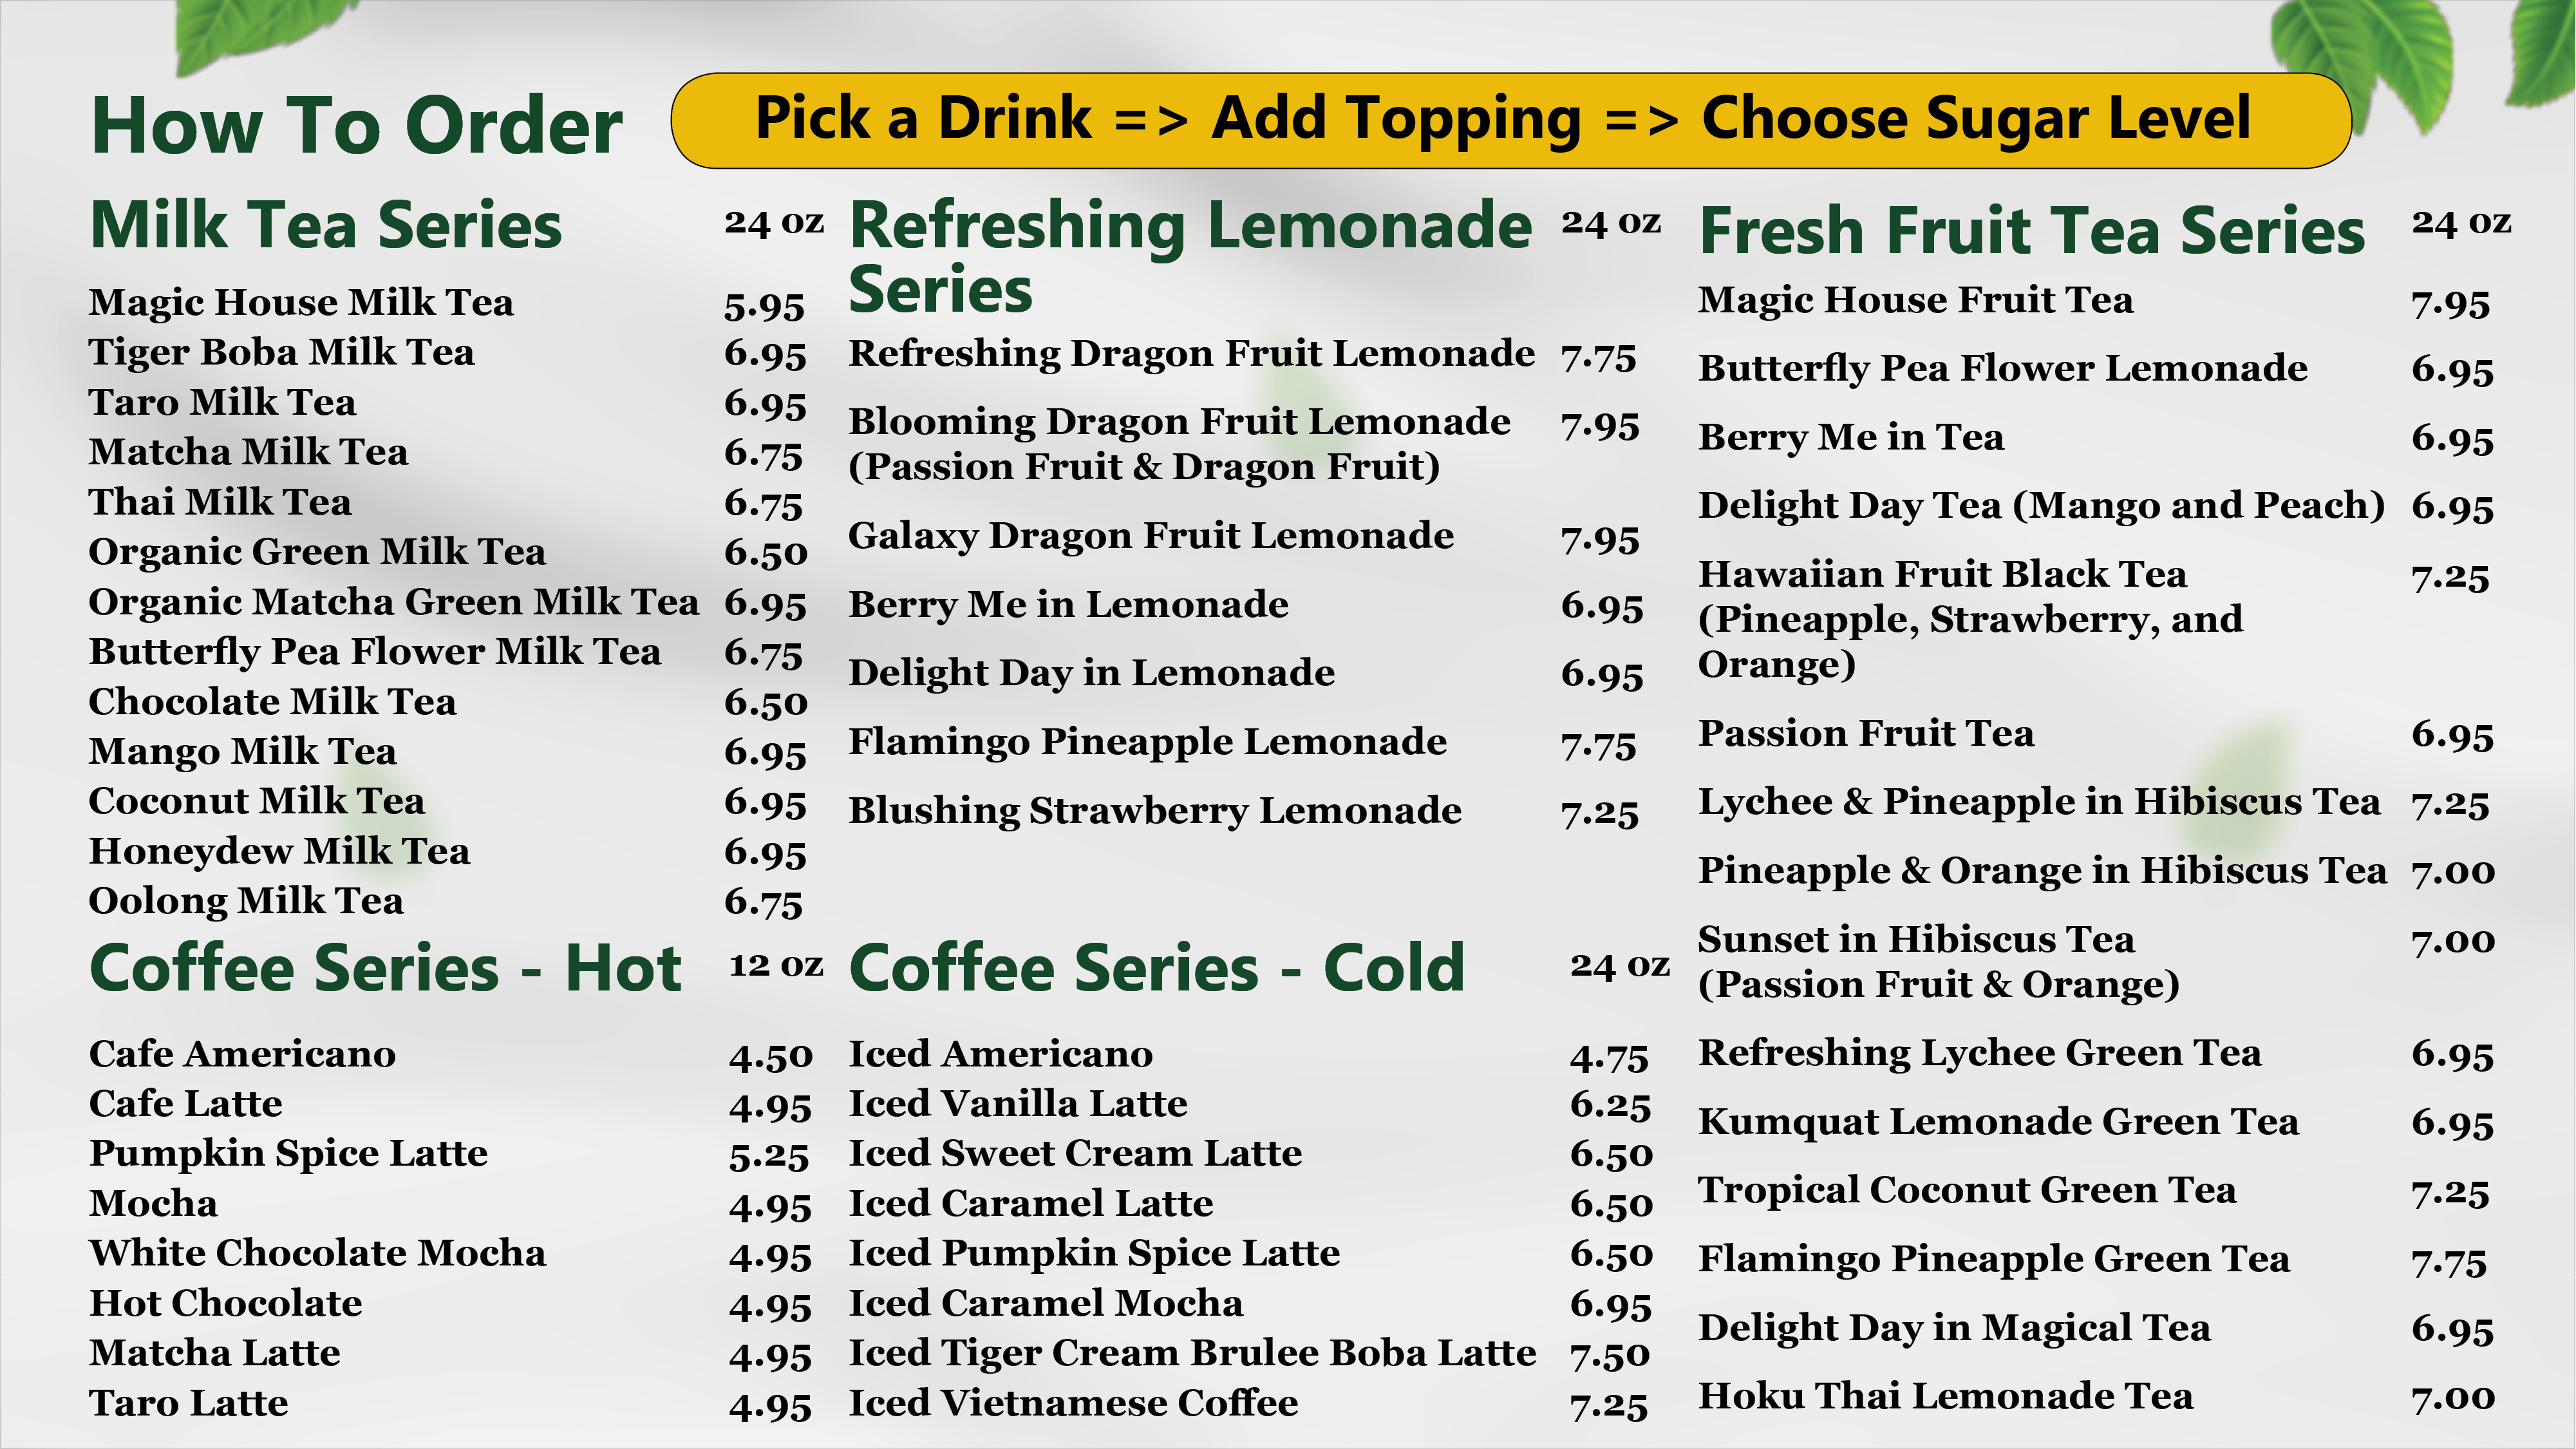 How To Order
Pick a Drink => Add Topping => Choose Sugar Level
Milk Tea Series 24 oz
Magic House Milk Tea 5.95
Tiger Boba Milk Tea 6.95
Taro Milk Tea 6.95
Matcha Milk Tea 6.75
Thai Milk Tea 6.75
Organic Green Milk Tea 6.50
Organic Matcha Green Milk Tea 6.95
Butterfly Pea Flower Milk Tea 6.75
Chocolate Milk Tea 6.50
Mango Milk Tea 6.95
Coconut Milk Tea 6.95
Honeydew Milk Tea 6.95
Oolong Milk Tea 6.75
Coffee Series - Hot 12 oz
Cafe Americano 4.50
Cafe Latte 4.95
Pumpkin Spice Latte 5.25
Mocha 4.95
White Chocolate Mocha 4.95
Hot Chocolate 4.95
Matcha Latte 4.95
Taro Latte 4.95
Refreshing Lemonade 24 oz
Series
Refreshing Dragon Fruit Lemonade 7.75
Blooming Dragon Fruit Lemonade 7.95
(Passion Fruit & Dragon Fruit)
Galaxy Dragon Fruit Lemonade 7.95
Berry Me in Lemonade 6.95
Delight Day in Lemonade 6.95
Flamingo Pineapple Lemonade 7.75
Blushing Strawberry Lemonade 7.25
Coffee Series - Cold 24 oz
Iced Americano 4.75
Iced Vanilla Latte 6.25
Iced Sweet Cream Latte 6.50
Iced Caramel Latte 6.50
Iced Pumpkin Spice Latte 6.50
Iced Caramel Mocha 6.95
Iced Tiger Cream Brulee Boba Latte 7.50
Iced Vietnamese Coffee 7.25
Fresh Fruit Tea Series 24 oz
Magic House Fruit Tea 7.95
Butterfly Pea Flower Lemonade 6.95
Berry Me in Tea 6.95
Delight Day Tea (Mango and Peach) 6.95
Hawaiian Fruit Black Tea 7.25
(Pineapple, Strawberry, and
Orange)
Passion Fruit Tea 6.95
Lychee & Pineapple in Hibiscus Tea 7.25
Pineapple & Orange in Hibiscus Tea 7.00
Sunset in Hibiscus Tea 7.00
(Passion Fruit & Orange)
Refreshing Lychee Green Tea 6.95
Kumquat Lemonade Green Tea 6.95
Tropical Coconut Green Tea 7.25
Flamingo Pineapple Green Tea 7.75
Delight Day in Magical Tea 6.95
Hoku Thai Lemonade Tea 7.00